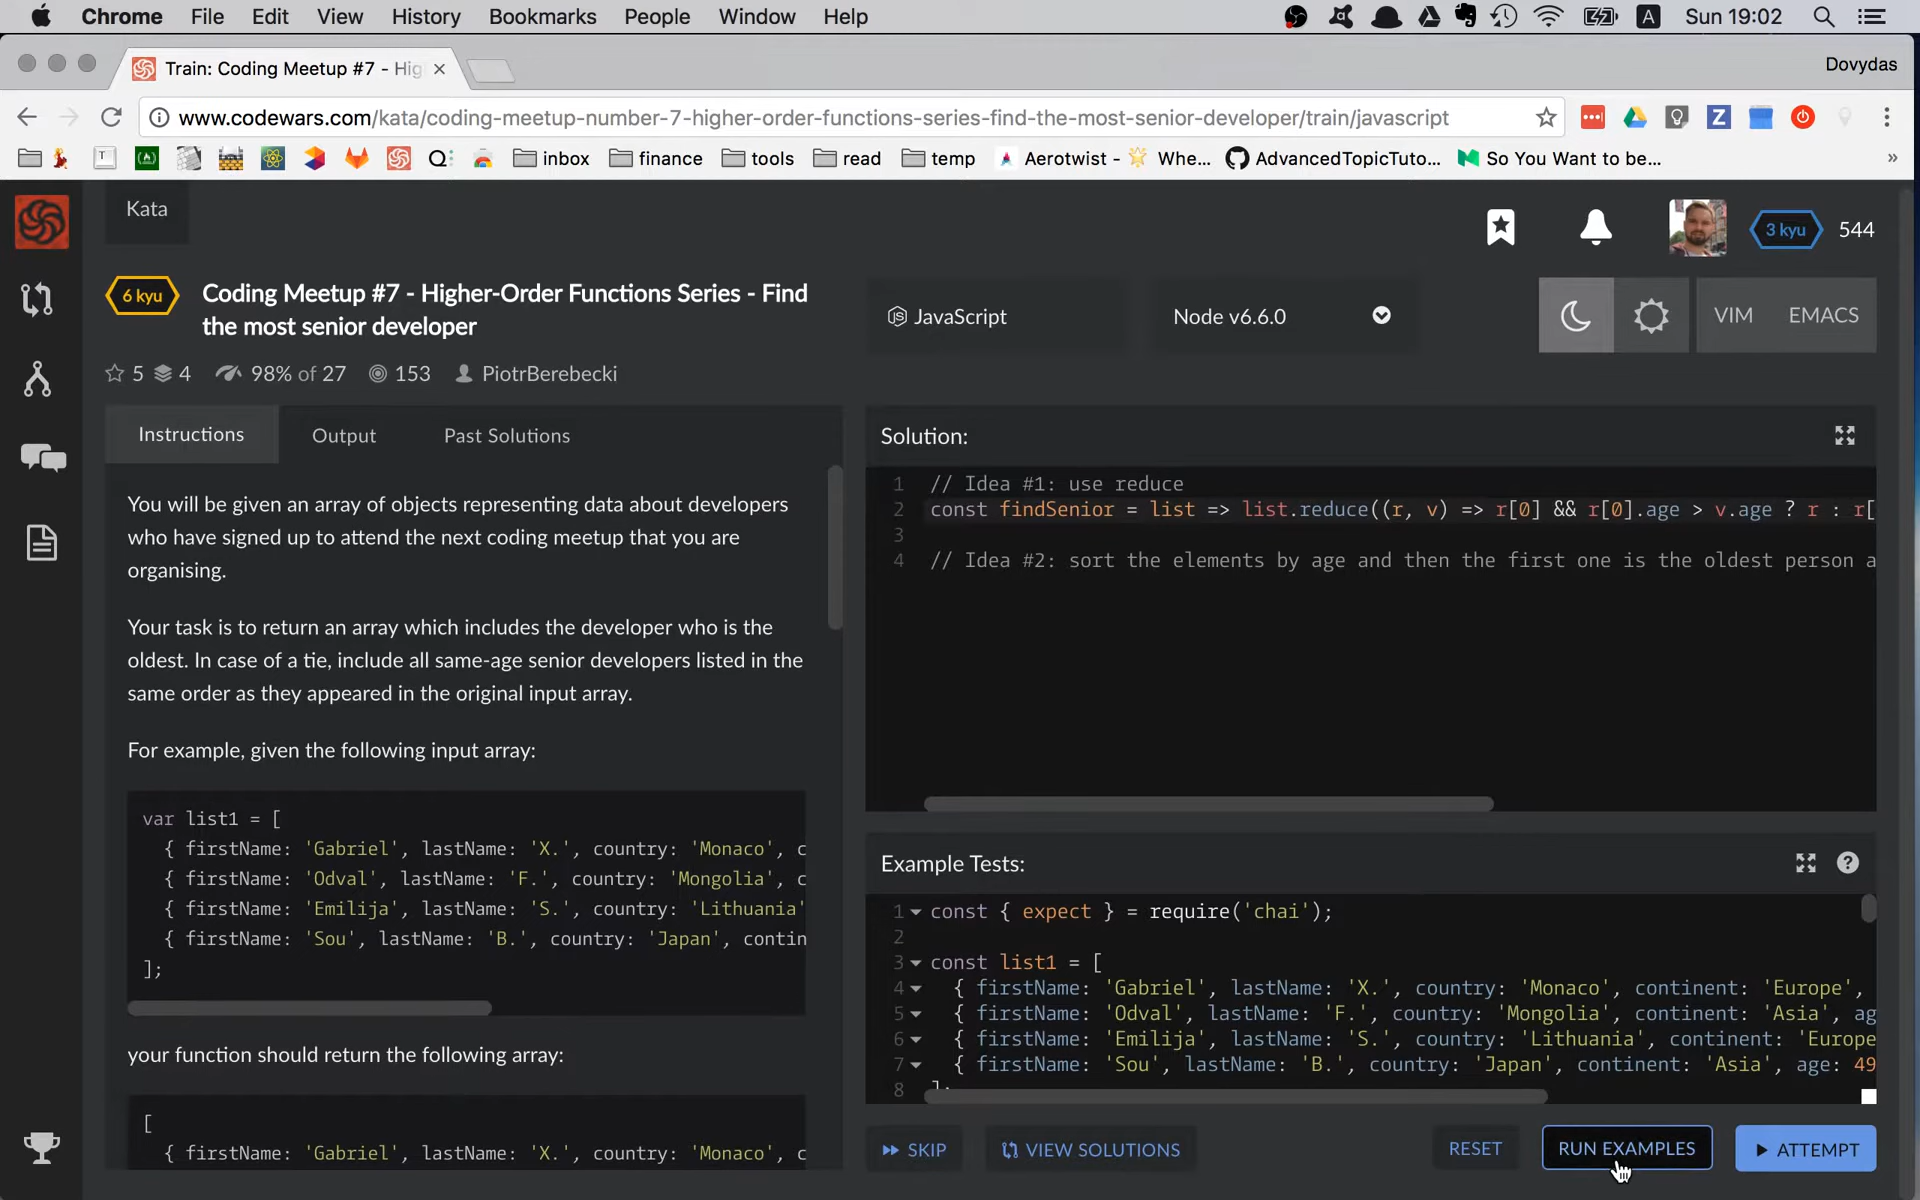 Chrome File Edit View History Bookmarks People Window Help
A Sun 19:02
Train: Coding Meetup #7 - Hig
Dovydas
www.codewars.com/kata/coding-meetup-number-7-higher-order-functions-series-find-the-most-senior-developer/train/javascript
Z
T
inbox finance tools read temp Aerotwist - Whe... AdvancedTopicTuto... So You Want to be... »
Kata
3 kyu 544
6 kyu
Coding Meetup #7 - Higher-Order Functions Series - Find
the most senior developer
JavaScript
Node v6.6.0
VIM EMACS
5 4 98% of 27 153 PiotrBerebecki
Instructions Output Past Solutions
You will be given an array of objects representing data about developers
who have signed up to attend the next coding meetup that you are
organising.
Your task is to return an array which includes the developer who is the
oldest. In case of a tie, include all same-age senior developers listed in the
same order as they appeared in the original input array.
For example, given the following input array:
var list1 = [
{ firstName: 'Gabriel', lastName: 'X.', country: 'Monaco', c
{ firstName: 'Odval', lastName: 'F.', country: 'Mongolia', c
{ firstName: 'Emilija', lastName: 'S.', country: 'Lithuania'
{ firstName: 'Sou', lastName: 'B.', country: 'Japan', contin
];
your function should return the following array:
[
{ firstName: 'Gabriel', lastName: 'X.', country: 'Monaco', c
Solution:
1 // Idea #1: use reduce
2 const findSenior = list => list.reduce((r, v) => r[0] && r[0].age > v.age ? r : r[
3
4 // Idea #2: sort the elements by age and then the first one is the oldest person a
Example Tests:
1 const { expect } = require('chai');
2
3 const list1 = [
4 { firstName: 'Gabriel', lastName: 'X.', country: 'Monaco', continent: 'Europe',
5 { firstName: 'Odval', lastName: 'F.', country: 'Mongolia', continent: 'Asia', ag
6 { firstName: 'Emilija', lastName: 'S.', country: 'Lithuania', continent: 'Europe
7 { firstName: 'Sou', lastName: 'B.', country: 'Japan', continent: 'Asia', age: 49
8 ];
SKIP VIEW SOLUTIONS RESET RUN EXAMPLES ATTEMPT